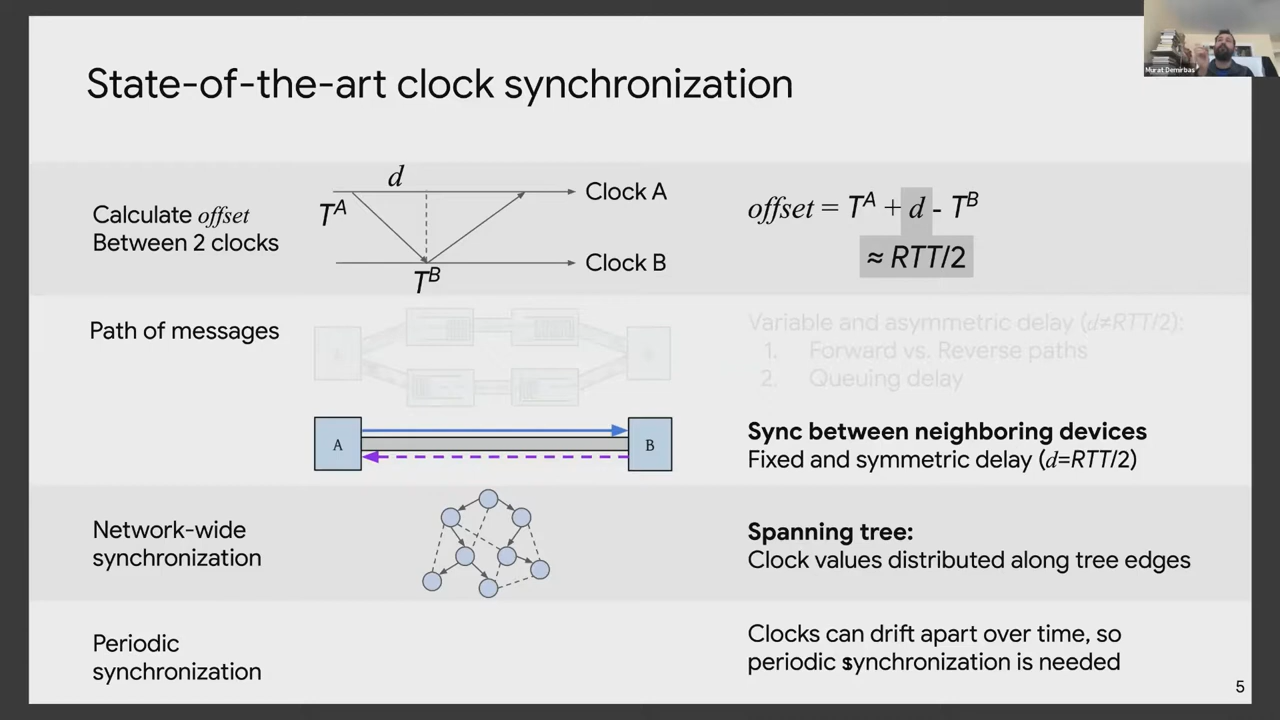 Murat Demirbas
State-of-the-art clock synchronization
Calculate offset
Between 2 clocks
d
T^A
Clock A
T^B
Clock B
offset = T^A + d - T^B
≈ RTT/2
Path of messages
Variable and asymmetric delay (d≠RTT/2):
1. Forward vs. Reverse paths
2. Queuing delay
A
B
Sync between neighboring devices
Fixed and symmetric delay (d=RTT/2)
Network-wide
synchronization
Spanning tree:
Clock values distributed along tree edges
Periodic
synchronization
Clocks can drift apart over time, so
periodic synchronization is needed
5